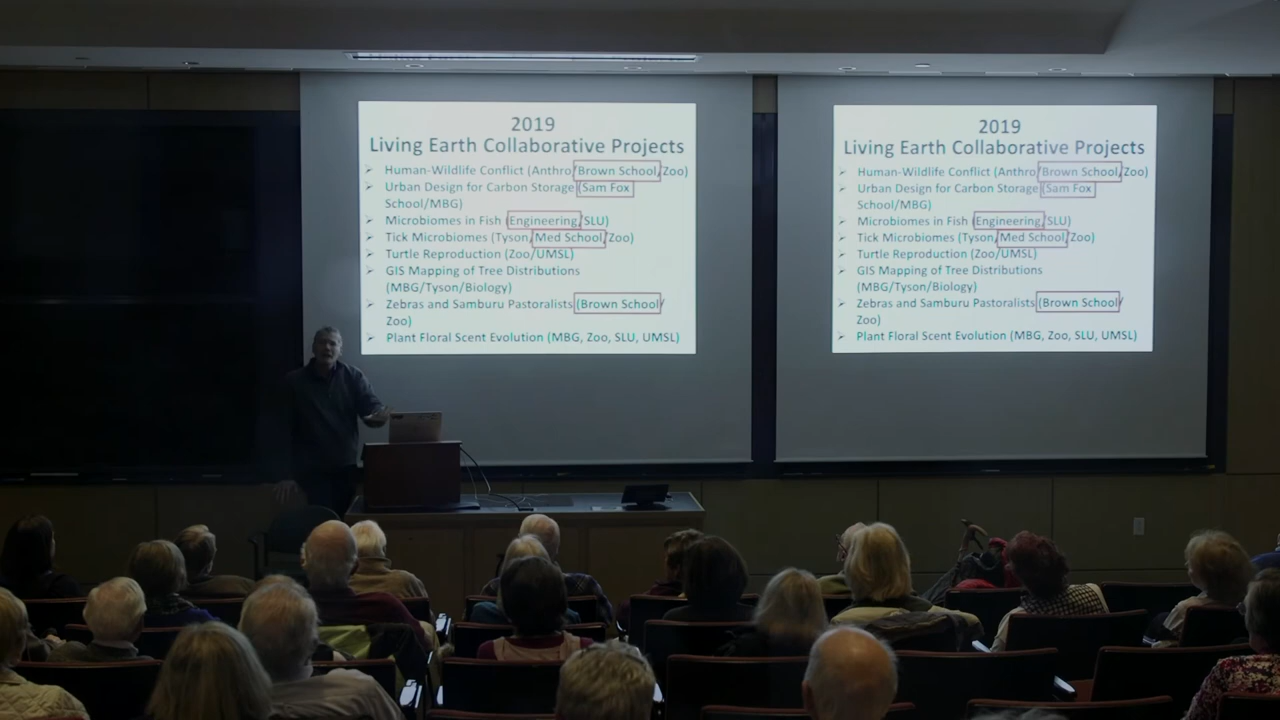 2019
Living Earth Collaborative Projects
➢ Human-Wildlife Conflict (Anthro/Brown School/Zoo)
➢ Urban Design for Carbon Storage (Sam Fox
School/MBG)
➢ Microbiomes in Fish (Engineering/SLU)
➢ Tick Microbiomes (Tyson/Med School/Zoo)
➢ Turtle Reproduction (Zoo/UMSL)
➢ GIS Mapping of Tree Distributions
(MBG/Tyson/Biology)
➢ Zebras and Samburu Pastoralists (Brown School/
Zoo)
➢ Plant Floral Scent Evolution (MBG, Zoo, SLU, UMSL)
2019
Living Earth Collaborative Projects
➢ Human-Wildlife Conflict (Anthro/Brown School/Zoo)
➢ Urban Design for Carbon Storage (Sam Fox
School/MBG)
➢ Microbiomes in Fish (Engineering/SLU)
➢ Tick Microbiomes (Tyson/Med School/Zoo)
➢ Turtle Reproduction (Zoo/UMSL)
➢ GIS Mapping of Tree Distributions
(MBG/Tyson/Biology)
➢ Zebras and Samburu Pastoralists (Brown School/
Zoo)
➢ Plant Floral Scent Evolution (MBG, Zoo, SLU, UMSL)